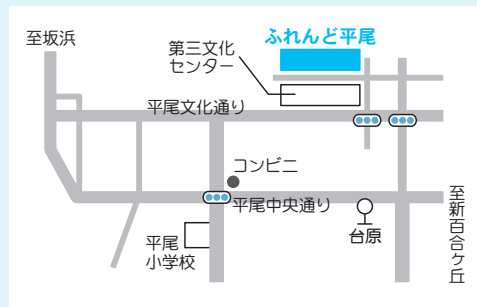 至坂浜
ふれんど平尾
第三文化
センター
平尾文化通り
コンビニ
平尾中央通り
台原
平尾
小学校
至新百合ヶ丘